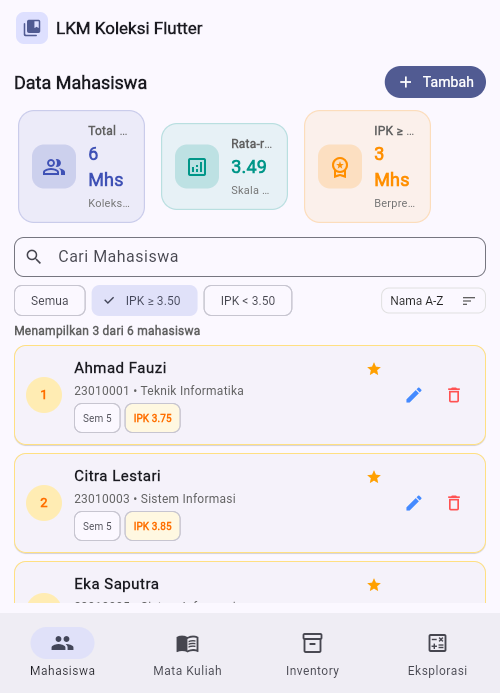 LKM Koleksi Flutter
Data Mahasiswa
Tambah
Total ...
6
Mhs
Koleks...
Rata-r...
3.49
Skala ...
IPK ≥ ...
3
Mhs
Berpre...
Cari Mahasiswa
Semua
IPK ≥ 3.50
IPK < 3.50
Nama A-Z
Menampilkan 3 dari 6 mahasiswa
1
Ahmad Fauzi
23010001 • Teknik Informatika
Sem 5
IPK 3.75
2
Citra Lestari
23010003 • Sistem Informasi
Sem 5
IPK 3.85
Eka Saputra
Mahasiswa
Mata Kuliah
Inventory
Eksplorasi